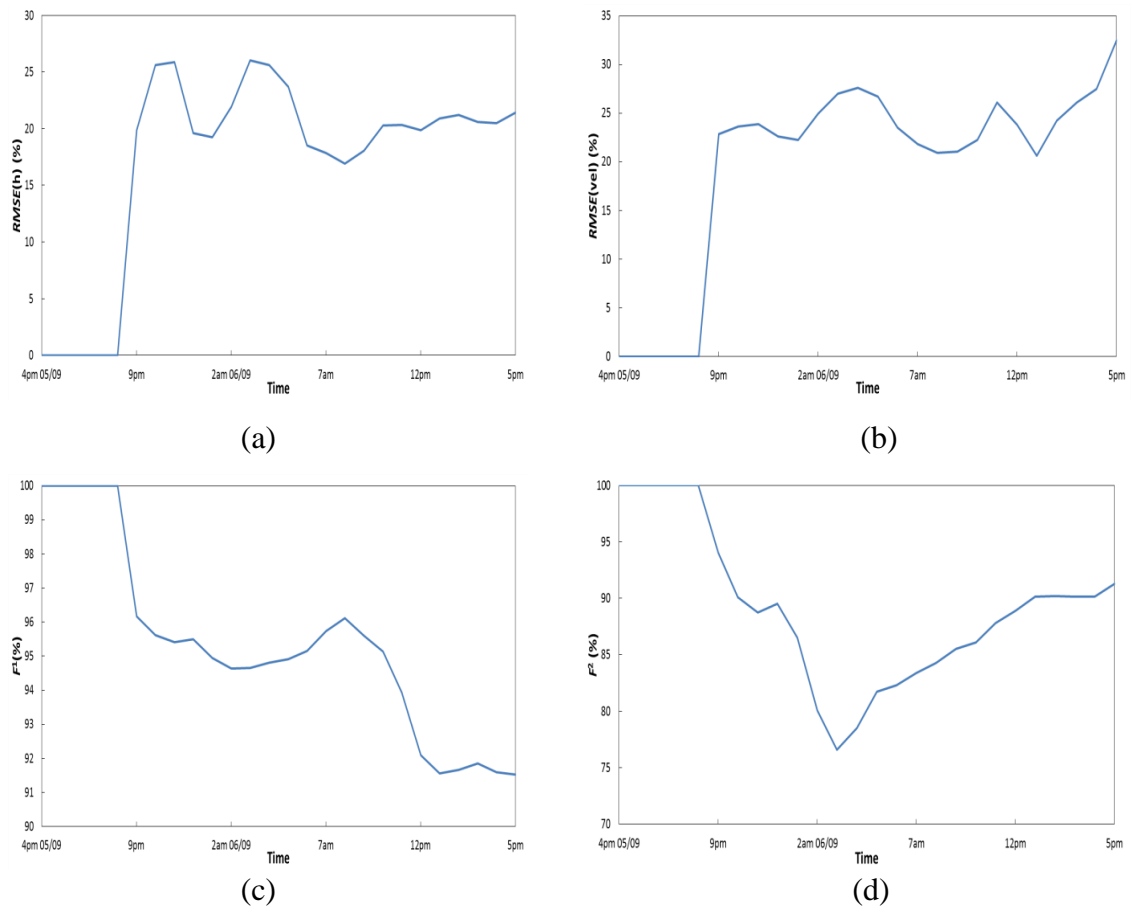 RMSE(h) (%)
30
25
20
15
10
5
0
4pm 05/09
9pm
2am 06/09
7am
12pm
5pm
Time
(a)
RMSE(vel) (%)
35
30
25
20
15
10
5
0
4pm 05/09
9pm
2am 06/09
7am
12pm
5pm
Time
(b)
F¹(%)
100
99
98
97
96
95
94
93
92
91
90
4pm 05/09
9pm
2am 06/09
7am
12pm
5pm
Time
(c)
F² (%)
100
95
90
85
80
75
70
4pm 05/09
9pm
2am 06/09
7am
12pm
5pm
Time
(d)